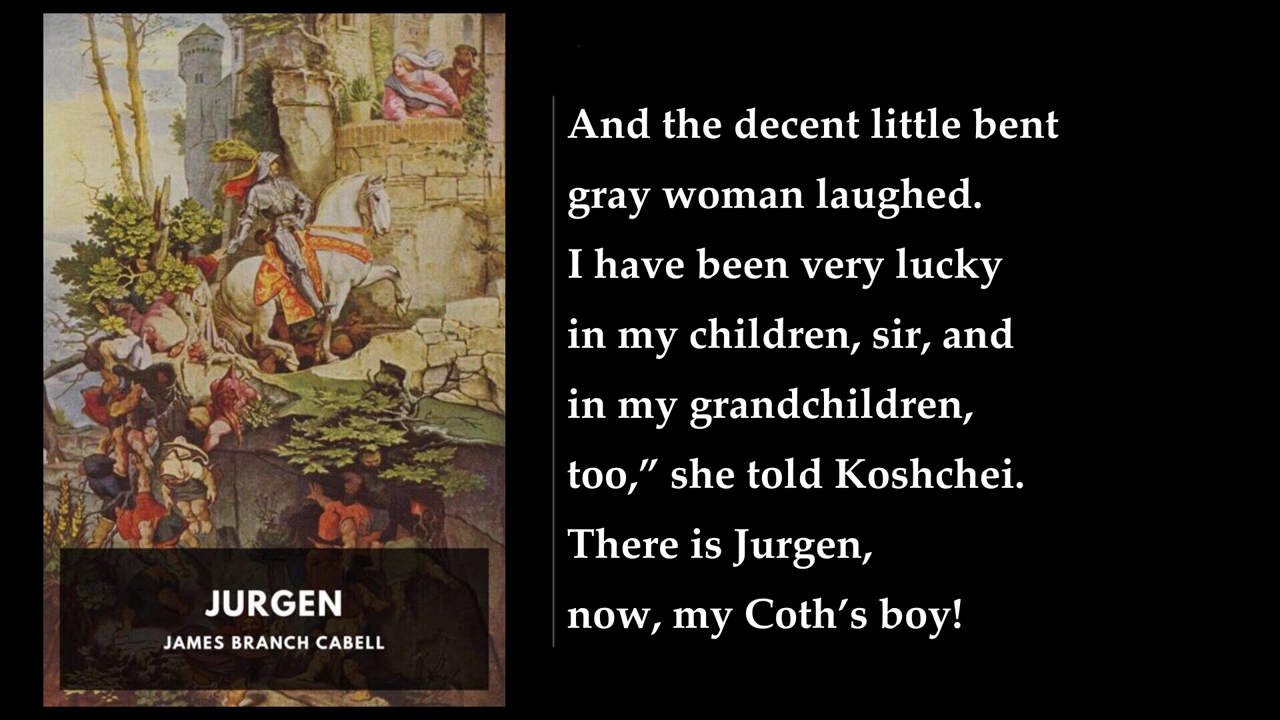 JURGEN
JAMES BRANCH CABELL
And the decent little bent
gray woman laughed.
I have been very lucky
in my children, sir, and
in my grandchildren,
too,” she told Koshchei.
There is Jurgen,
now, my Coth’s boy!